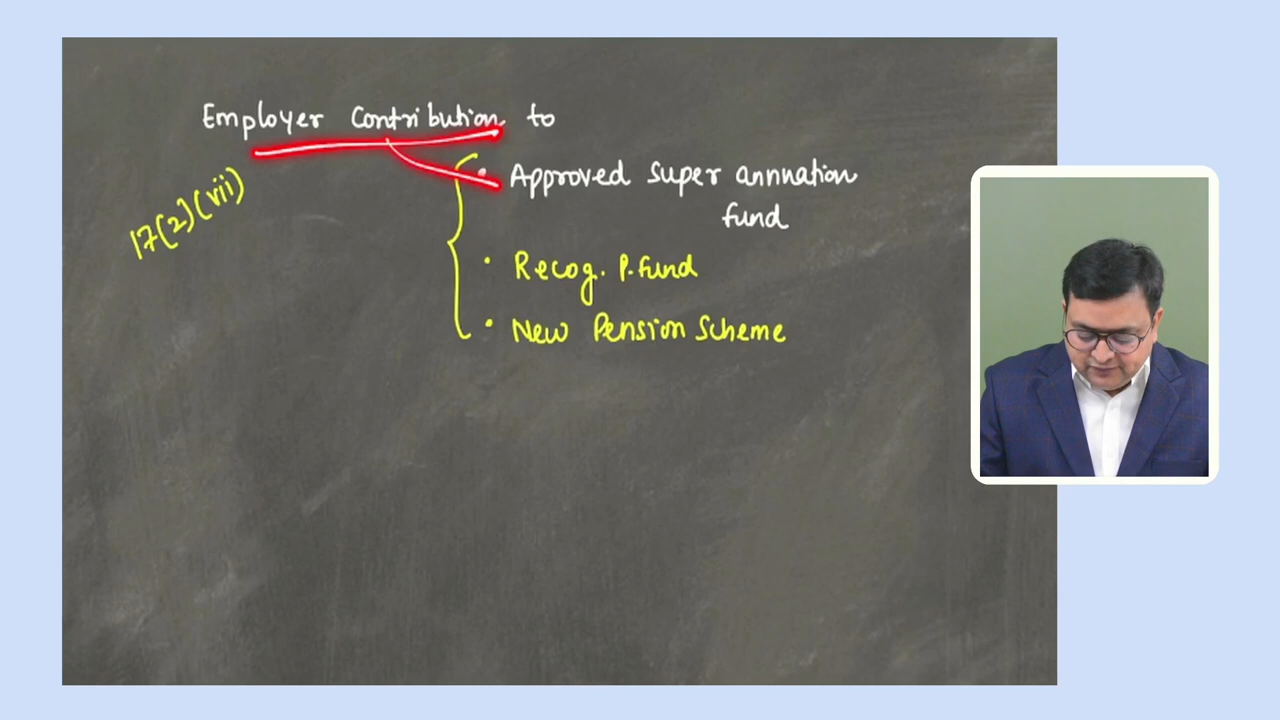 Employer Contribution to
17(2)(vii)
• Approved Super annuation
fund
• Recog. P. fund
• New Pension Scheme